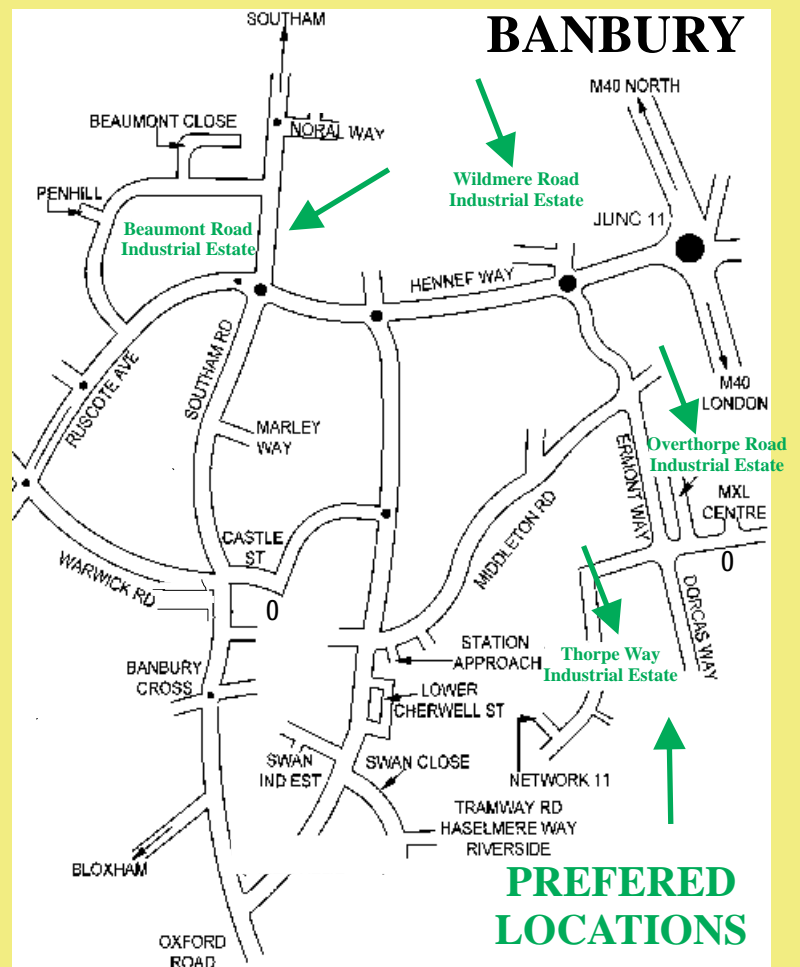 SOUTHAM
BANBURY
M40 NORTH
BEAUMONT CLOSE
NORAL WAY
PENHILL
Wildmere Road
Industrial Estate
JUNC 11
Beaumont Road
Industrial Estate
HENNEF WAY
RUSCOTE AVE
SOUTHAM RD
M40
LONDON
MARLEY
WAY
ERMONT WAY
Overthorpe Road
Industrial Estate
MXL
CENTRE
CASTLE
ST
MIDDLETON RD
WARWICK RD
0
0
DORCAS WAY
STATION
APPROACH
Thorpe Way
Industrial Estate
BANBURY
CROSS
LOWER
CHERWELL ST
SWAN
IND EST
SWAN CLOSE
NETWORK 11
TRAMWAY RD
HASELMERE WAY
RIVERSIDE
BLOXHAM
PREFERED
LOCATIONS
OXFORD
ROAD